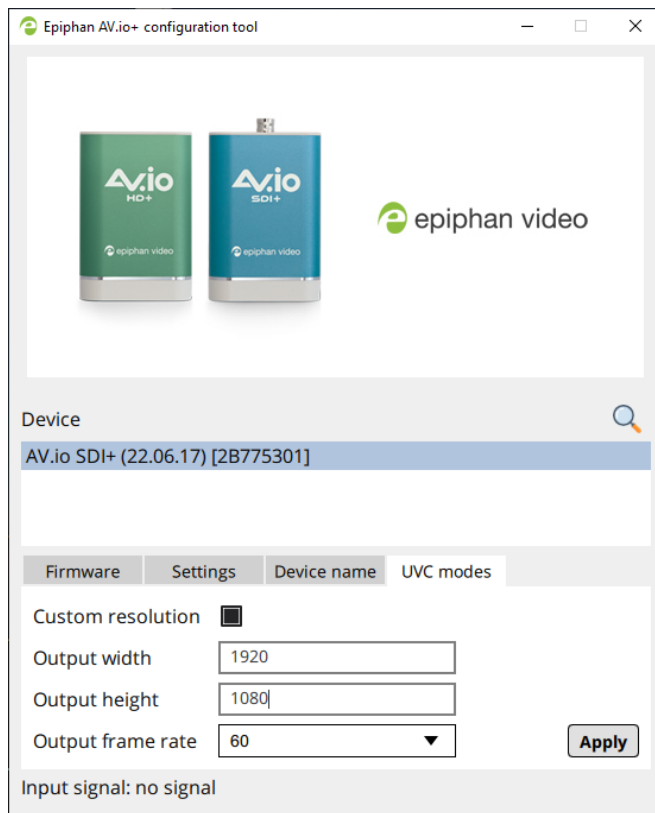 Epiphan AV.io+ configuration tool
AV.io
HD+
epiphan video
AV.io
SDI+
epiphan video
epiphan video
Device
AV.io SDI+ (22.06.17) [2B775301]
Firmware Settings Device name UVC modes
Custom resolution
Output width 1920
Output height 1080
Output frame rate 60 Apply
Input signal: no signal